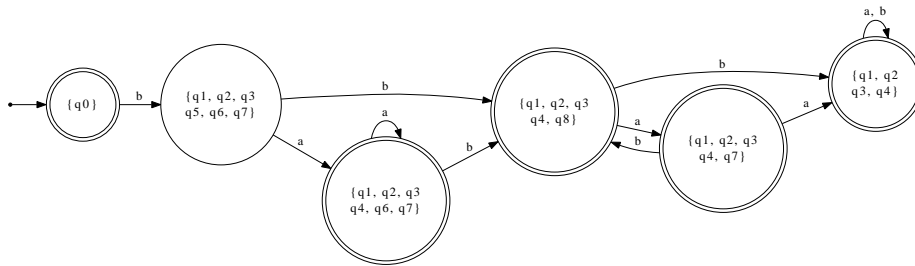 {q0}
b
{q1, q2, q3
q5, q6, q7}
b
a
a
{q1, q2, q3
q4, q6, q7}
b
{q1, q2, q3
q4, q8}
b
a
b
{q1, q2, q3
q4, q7}
a
a, b
{q1, q2
q3, q4}